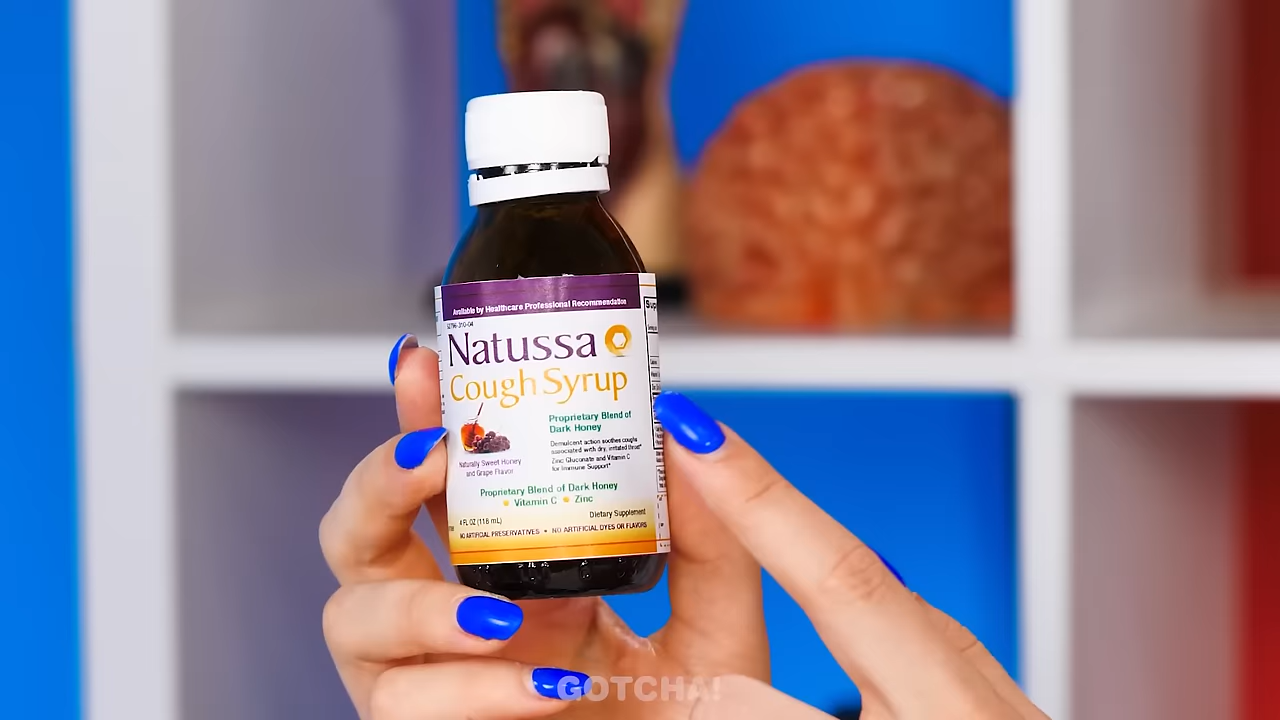 Available by Healthcare Professional Recommendation
Natussa
Cough Syrup
Proprietary Blend of
Dark Honey
Demulcent action soothes coughs
associated with dry, irritated throat*
Zinc Gluconate and Vitamin C
for Immune Support*
Naturally Sweet Honey
and Grape Flavor
Proprietary Blend of Dark Honey
• Vitamin C • Zinc
Dietary Supplement
4 FL OZ (118 mL)
NO ARTIFICIAL PRESERVATIVES • NO ARTIFICIAL DYES OR FLAVORS
GOTCHA!